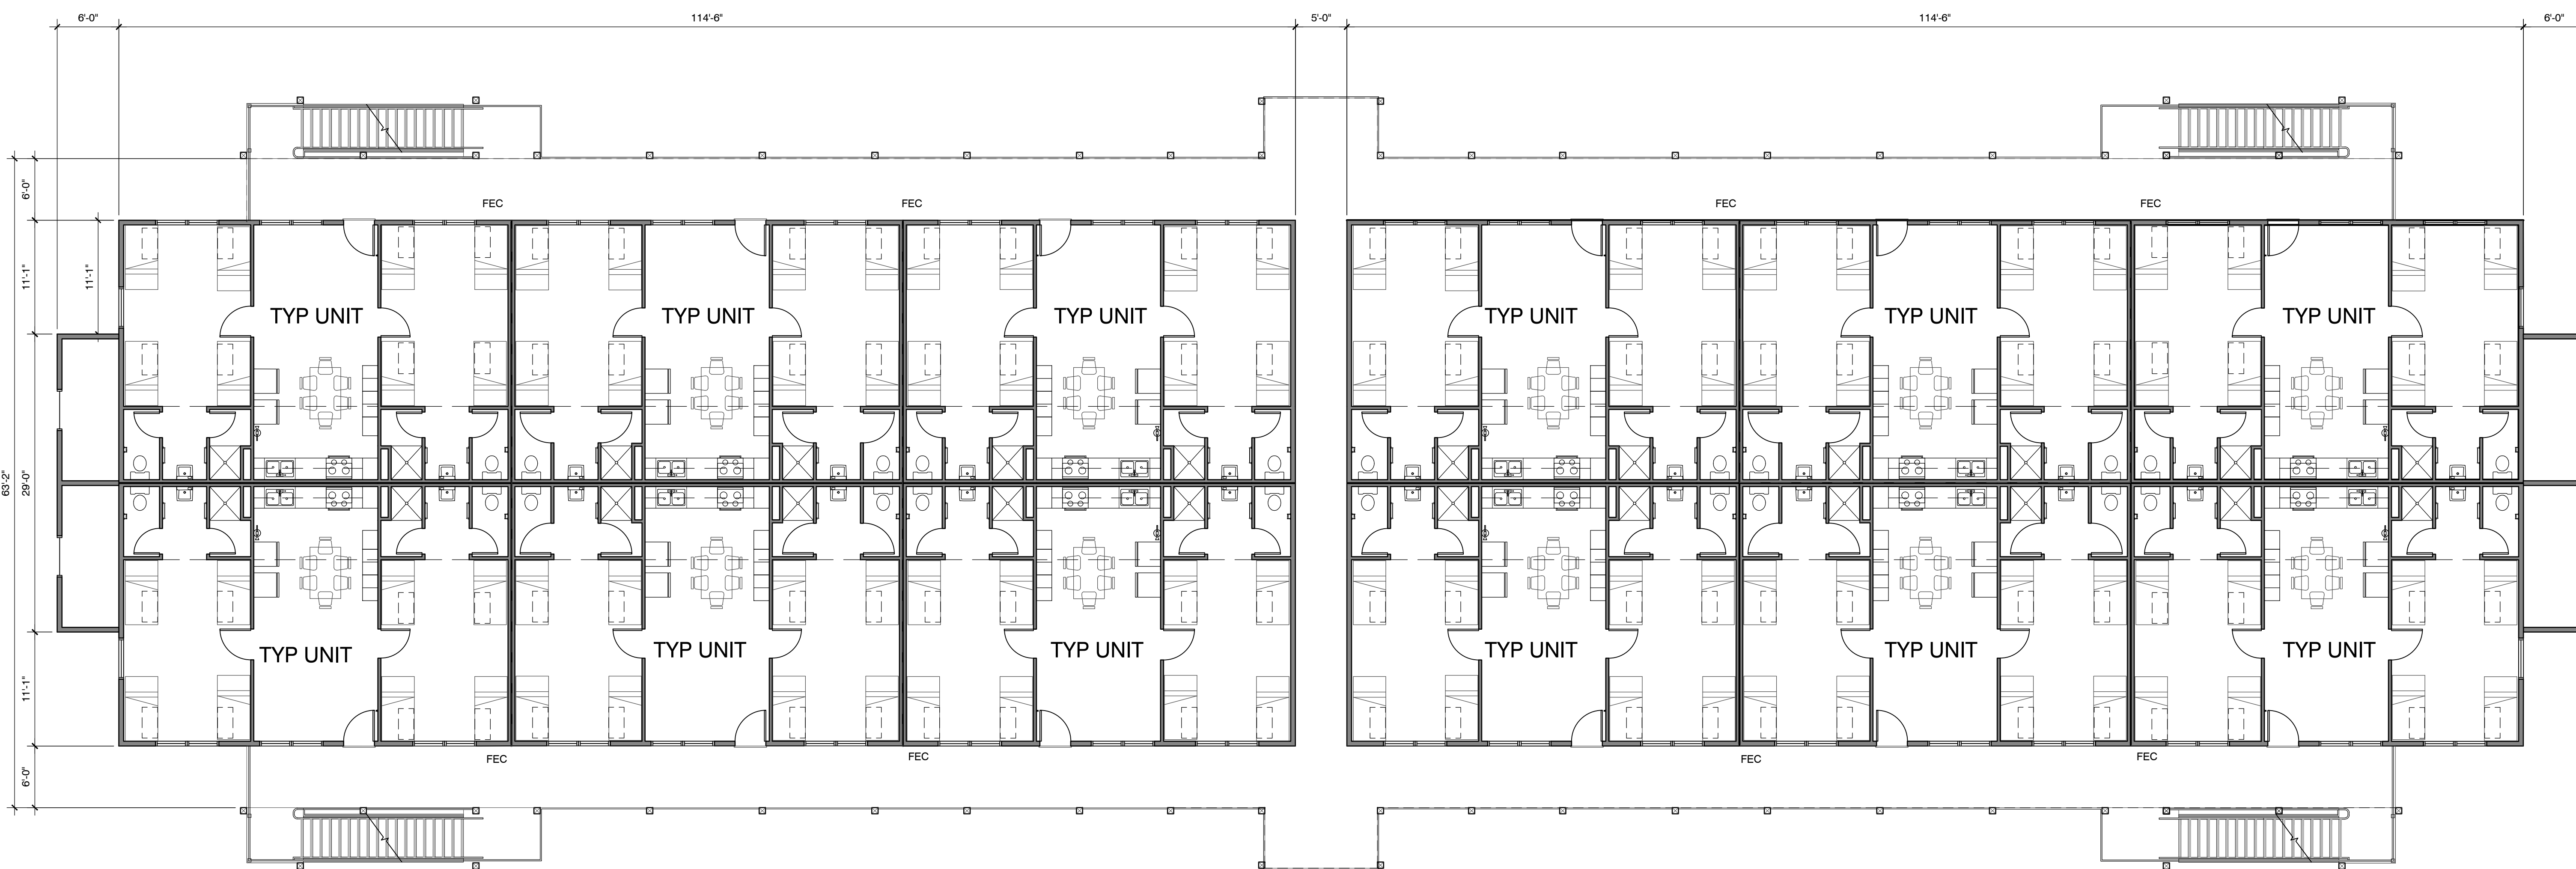 6'-0" 114'-6" 5'-0" 114'-6" 6'-0"
6'-0"
FEC FEC FEC FEC
11'-1" 11'-1"
TYP UNIT TYP UNIT TYP UNIT TYP UNIT TYP UNIT TYP UNIT
63'-2" 29'-0"
TYP UNIT TYP UNIT TYP UNIT TYP UNIT TYP UNIT TYP UNIT
11'-1"
FEC FEC FEC FEC
6'-0"